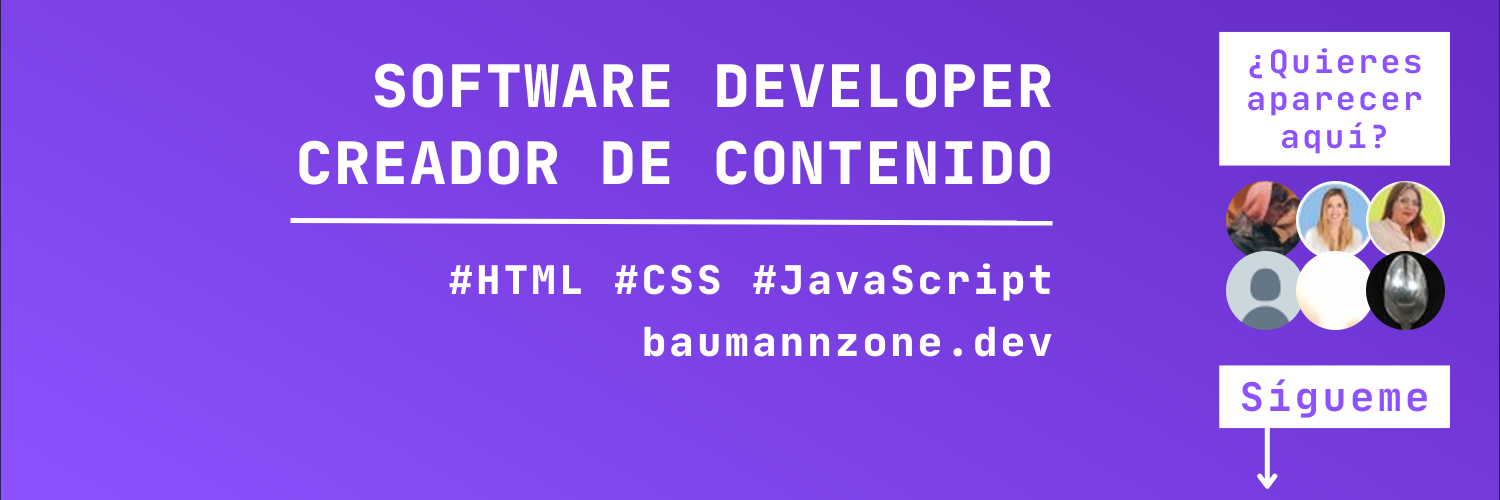 SOFTWARE DEVELOPER
CREADOR DE CONTENIDO
#HTML #CSS #JavaScript
baumannzone.dev
¿Quieres
aparecer
aquí?
Sígueme